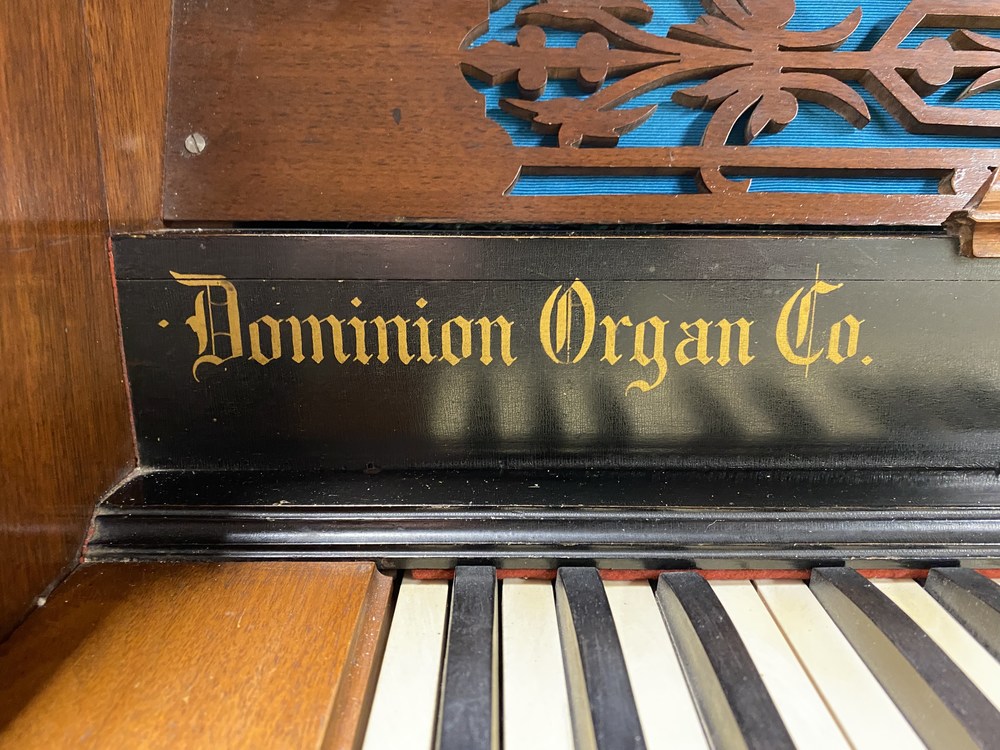 · Dominion Organ Co.